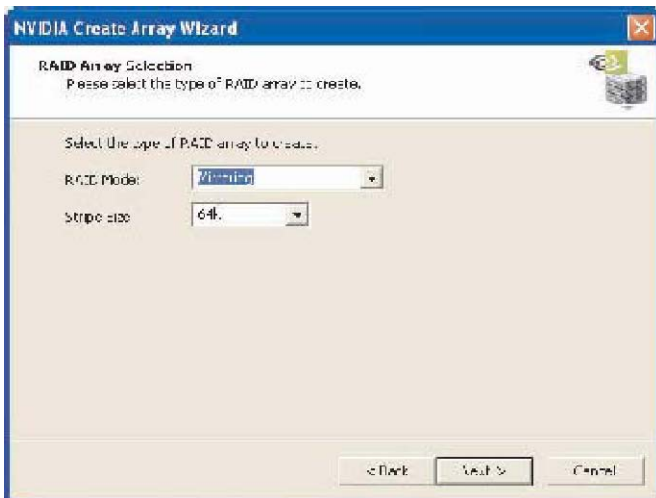 NVIDIA Create Array Wizard
RAID Array Selection
Please select the type of RAID array to create.
Select the type of RAID array to create.
RAID Mode: Mirroring
Stripe Size 64k
< Back Next > Cancel